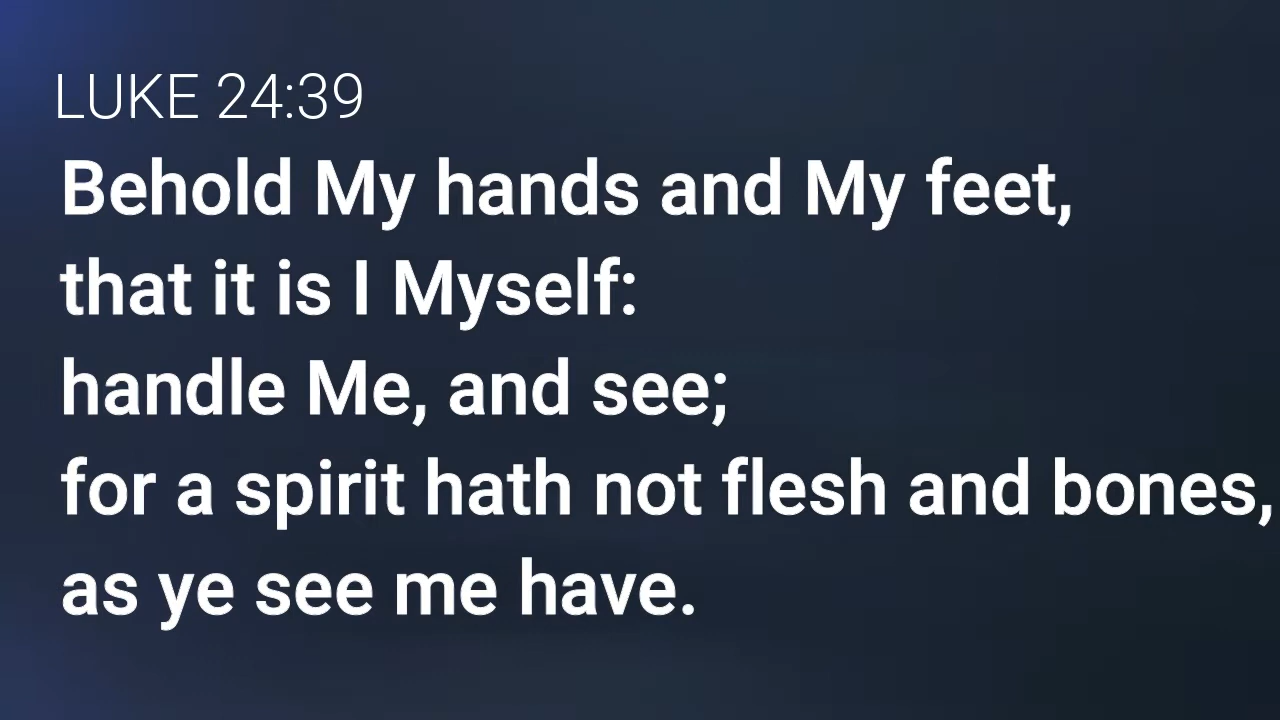 LUKE 24:39
Behold My hands and My feet,
that it is I Myself:
handle Me, and see;
for a spirit hath not flesh and bones,
as ye see me have.